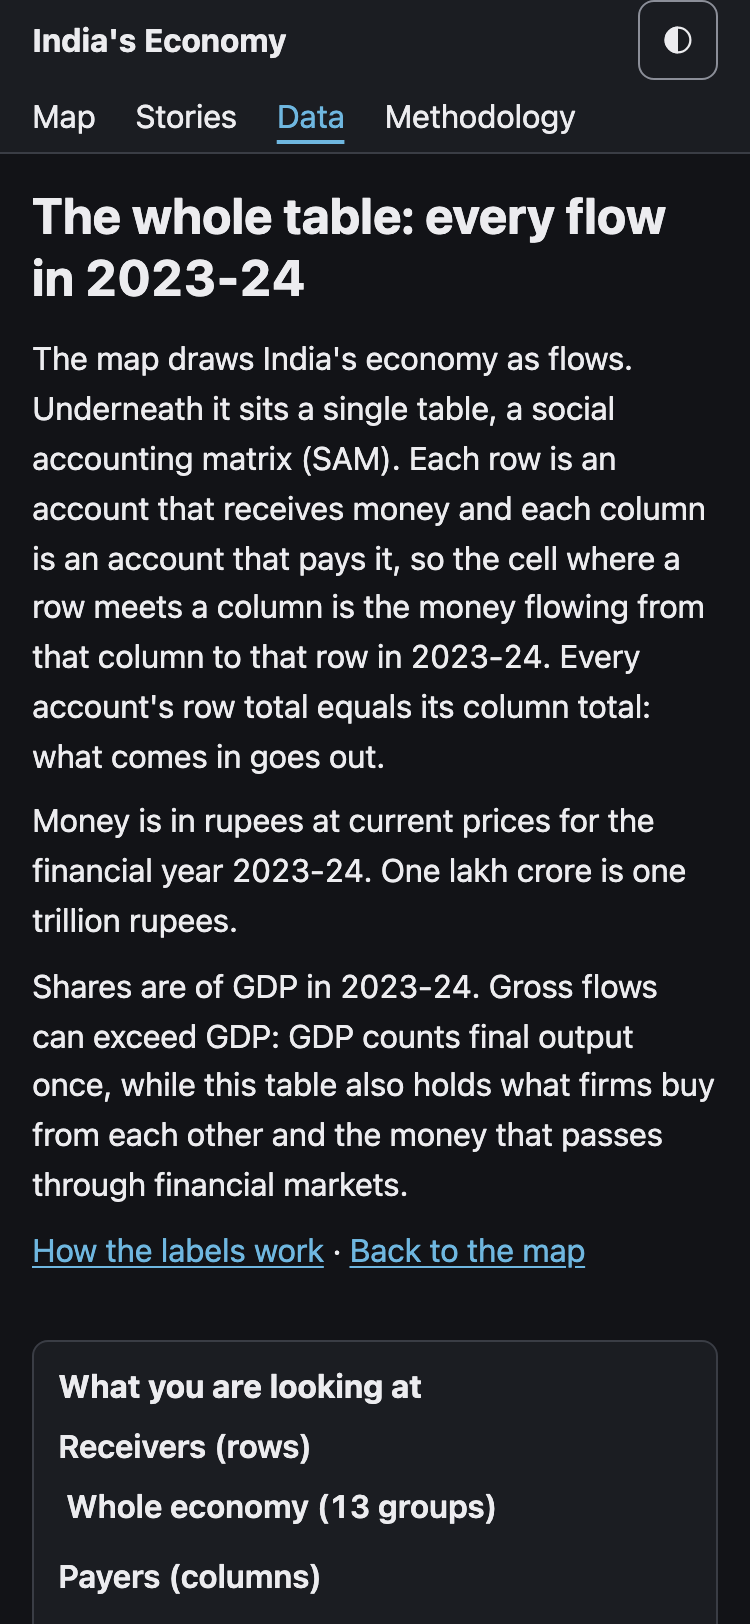 India's Economy
Map Stories Data Methodology
The whole table: every flow
in 2023-24
The map draws India's economy as flows.
Underneath it sits a single table, a social
accounting matrix (SAM). Each row is an
account that receives money and each column
is an account that pays it, so the cell where a
row meets a column is the money flowing from
that column to that row in 2023-24. Every
account's row total equals its column total:
what comes in goes out.
Money is in rupees at current prices for the
financial year 2023-24. One lakh crore is one
trillion rupees.
Shares are of GDP in 2023-24. Gross flows
can exceed GDP: GDP counts final output
once, while this table also holds what firms buy
from each other and the money that passes
through financial markets.
How the labels work · Back to the map
What you are looking at
Receivers (rows)
Whole economy (13 groups)
Payers (columns)